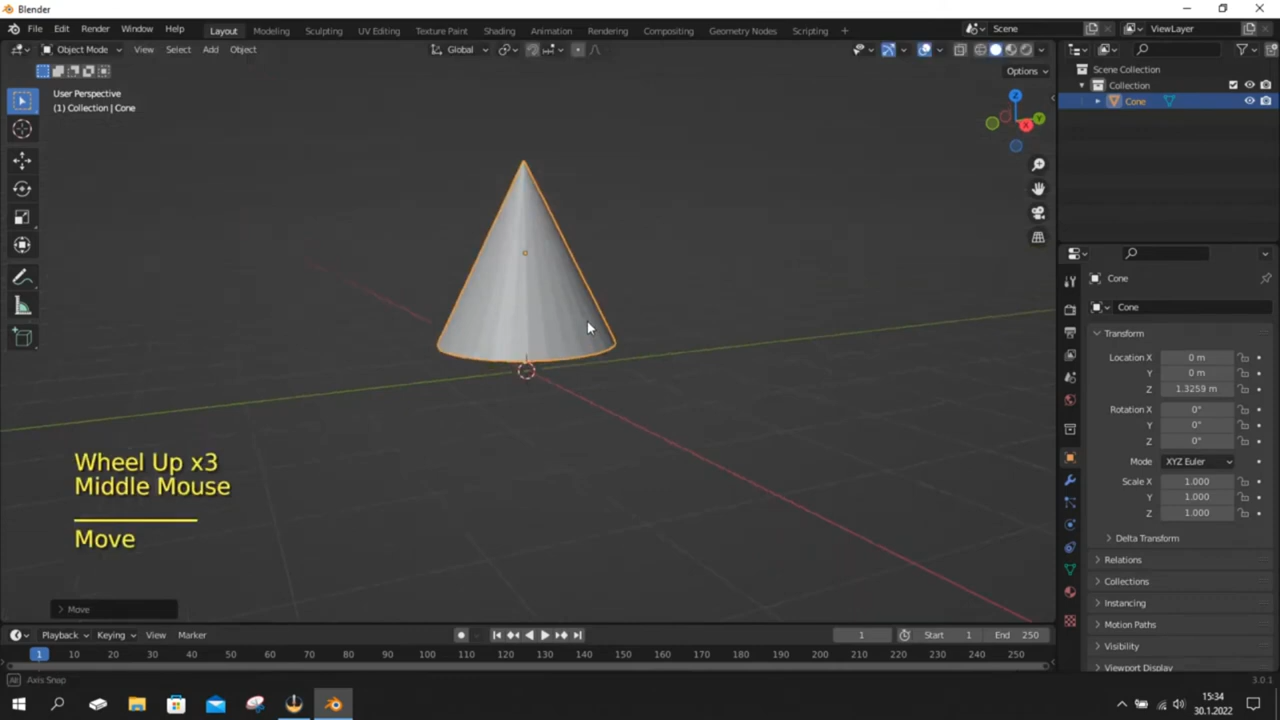 Blender
File Edit Render Window Help
Layout Modeling Sculpting UV Editing Texture Paint Shading Animation Rendering Compositing Geometry Nodes Scripting
Scene
ViewLayer
Object Mode View Select Add Object
Global
Options
User Perspective
(1) Collection | Cone
Z
Y
X
Wheel Up x3
Middle Mouse
Move
Move
Scene Collection
Collection
Cone
Cone
Cone
Transform
Location X 0 m
Y 0 m
Z 1.3259 m
Rotation X 0°
Y 0°
Z 0°
Mode XYZ Euler
Scale X 1.000
Y 1.000
Z 1.000
Delta Transform
Relations
Collections
Instancing
Motion Paths
Visibility
Viewport Display
Playback Keying View Marker
1
Start 1
End 250
1 10 20 30 40 50 60 70 80 90 100 110 120 130 140 150 160 170 180 190 200 210 220 230 240 250
Axis Snap
3.0.1
15:34
30.1.2022